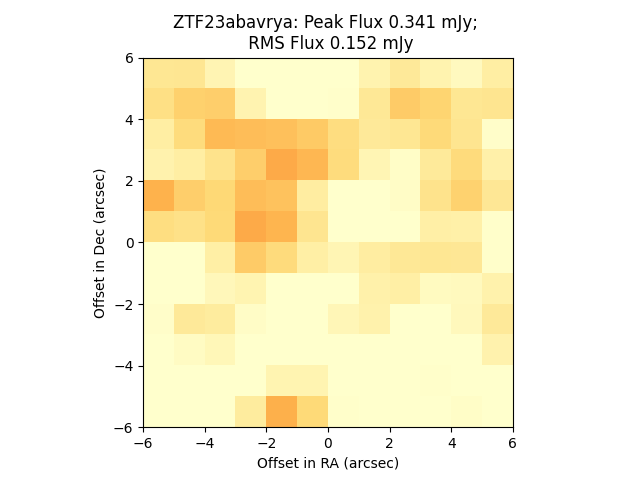 ZTF23abavrya: Peak Flux 0.341 mJy;
RMS Flux 0.152 mJy
6
4
2
0
−2
−4
−6
Offset in Dec (arcsec)
−6 −4 −2 0 2 4 6
Offset in RA (arcsec)